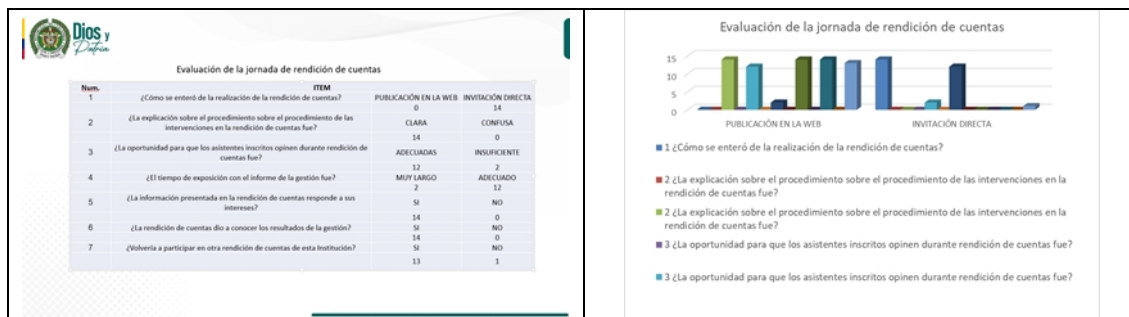 Dios y
Patria
Evaluación de la jornada de rendición de cuentas
Num. ITEM
1 ¿Cómo se enteró de la realización de la rendición de cuentas? PUBLICACIÓN EN LA WEB INVITACIÓN DIRECTA
0 14
2 ¿La explicación sobre el procedimiento sobre el procedimiento de las
intervenciones en la rendición de cuentas fue? CLARA CONFUSA
14 0
3 ¿La oportunidad para que los asistentes inscritos opinen durante rendición de
cuentas fue? ADECUADAS INSUFICIENTE
12 2
4 ¿El tiempo de exposición con el informe de la gestión fue? MUY LARGO ADECUADO
2 12
5 ¿La información presentada en la rendición de cuentas responde a sus
intereses? SI NO
14 0
6 ¿La rendición de cuentas dio a conocer los resultados de la gestión? SI NO
14 0
7 ¿Volvería a participar en otra rendición de cuentas de esta Institución? SI NO
13 1
Evaluación de la jornada de rendición de cuentas
15
10
5
0
PUBLICACIÓN EN LA WEB INVITACIÓN DIRECTA
1 ¿Cómo se enteró de la realización de la rendición de cuentas?
2 ¿La explicación sobre el procedimiento sobre el procedimiento de las intervenciones en la
rendición de cuentas fue?
2 ¿La explicación sobre el procedimiento sobre el procedimiento de las intervenciones en la
rendición de cuentas fue?
3 ¿La oportunidad para que los asistentes inscritos opinen durante rendición de cuentas fue?
3 ¿La oportunidad para que los asistentes inscritos opinen durante rendición de cuentas fue?